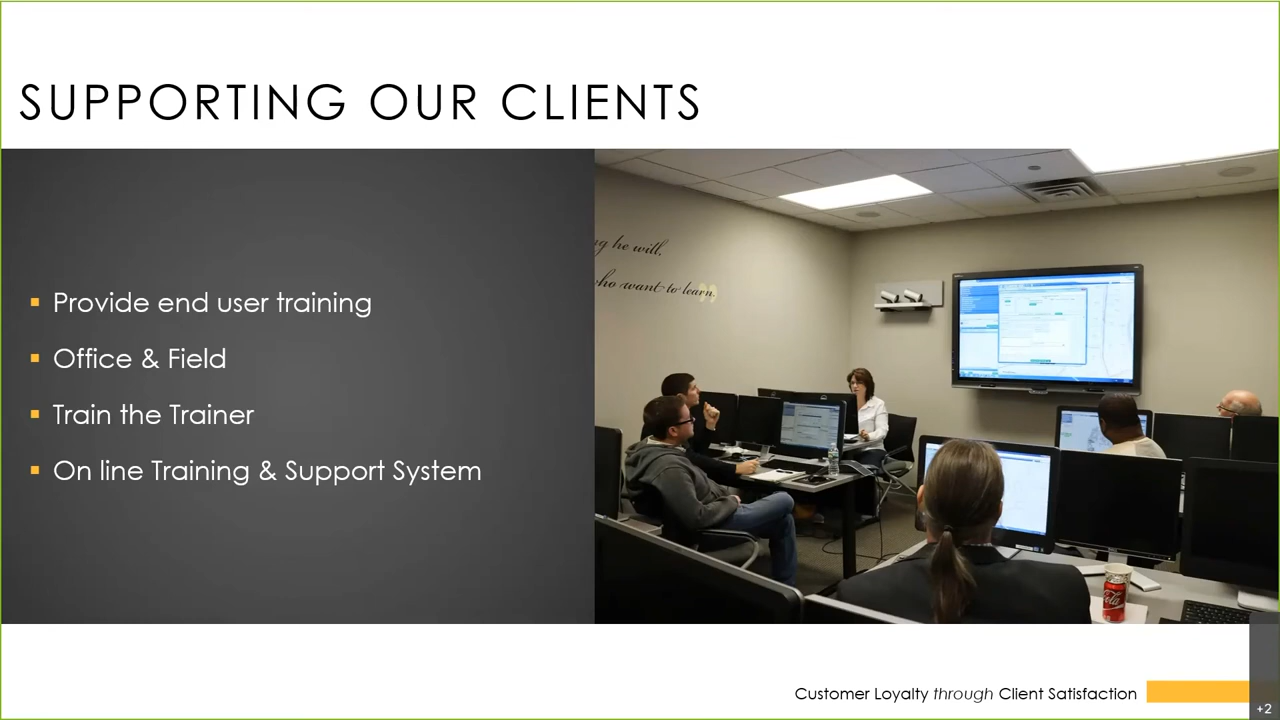 SUPPORTING OUR CLIENTS
Provide end user training
Office & Field
Train the Trainer
On line Training & Support System
he will,
who want to learn.
Cola
Customer Loyalty through Client Satisfaction
+2